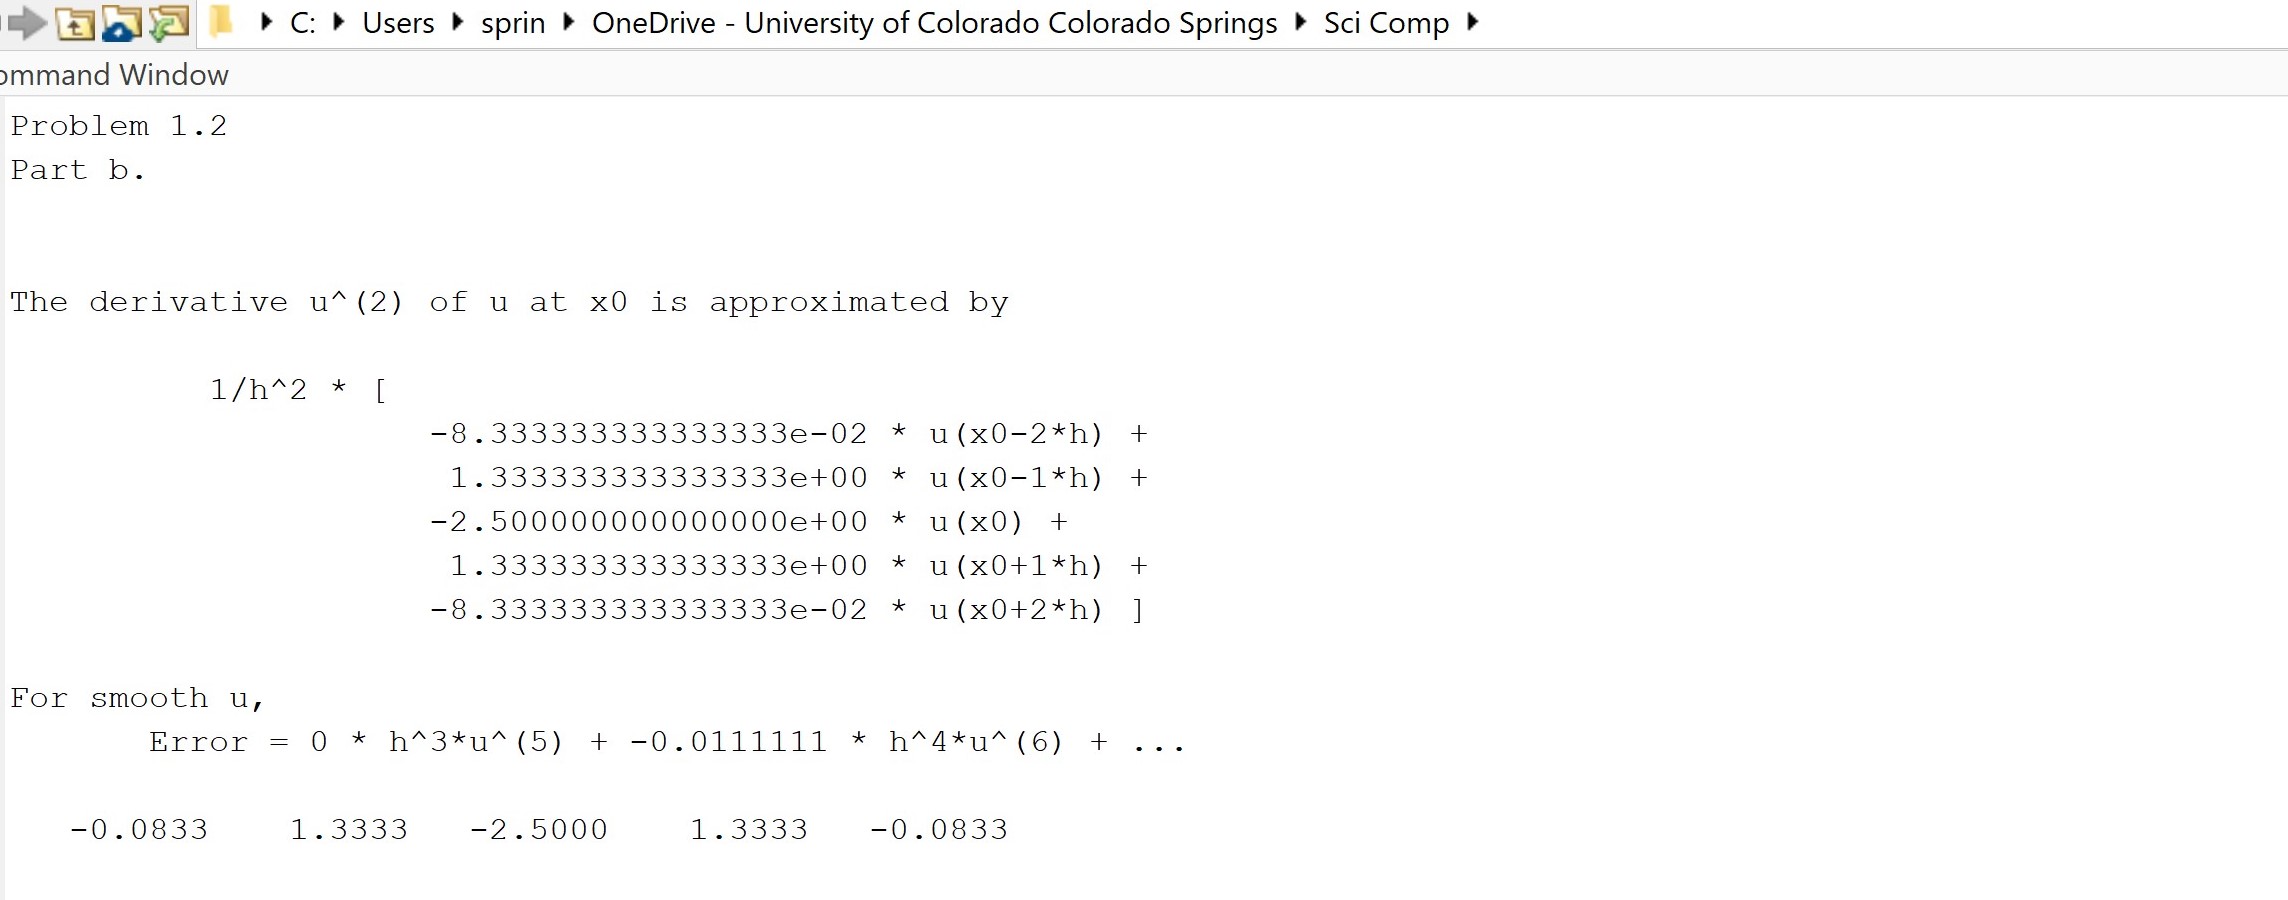 C: Users sprin OneDrive - University of Colorado Colorado Springs Sci Comp
ommand Window
Problem 1.2
Part b.
The derivative u^(2) of u at x0 is approximated by
1/h^2 * [
-8.333333333333333e-02 * u(x0-2*h) +
1.333333333333333e+00 * u(x0-1*h) +
-2.500000000000000e+00 * u(x0) +
1.333333333333333e+00 * u(x0+1*h) +
-8.333333333333333e-02 * u(x0+2*h) ]
For smooth u,
Error = 0 * h^3*u^(5) + -0.0111111 * h^4*u^(6) + ...
-0.0833 1.3333 -2.5000 1.3333 -0.0833